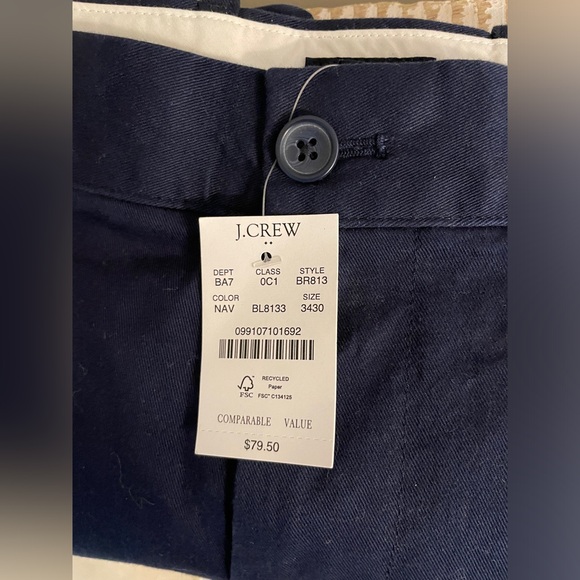 J.CREW
DEPT CLASS STYLE
BA7 0C1 BR813
COLOR SIZE
NAV BL8133 3430
099107101692
RECYCLED
Paper
FSC FSC® C134125
COMPARABLE VALUE
$79.50